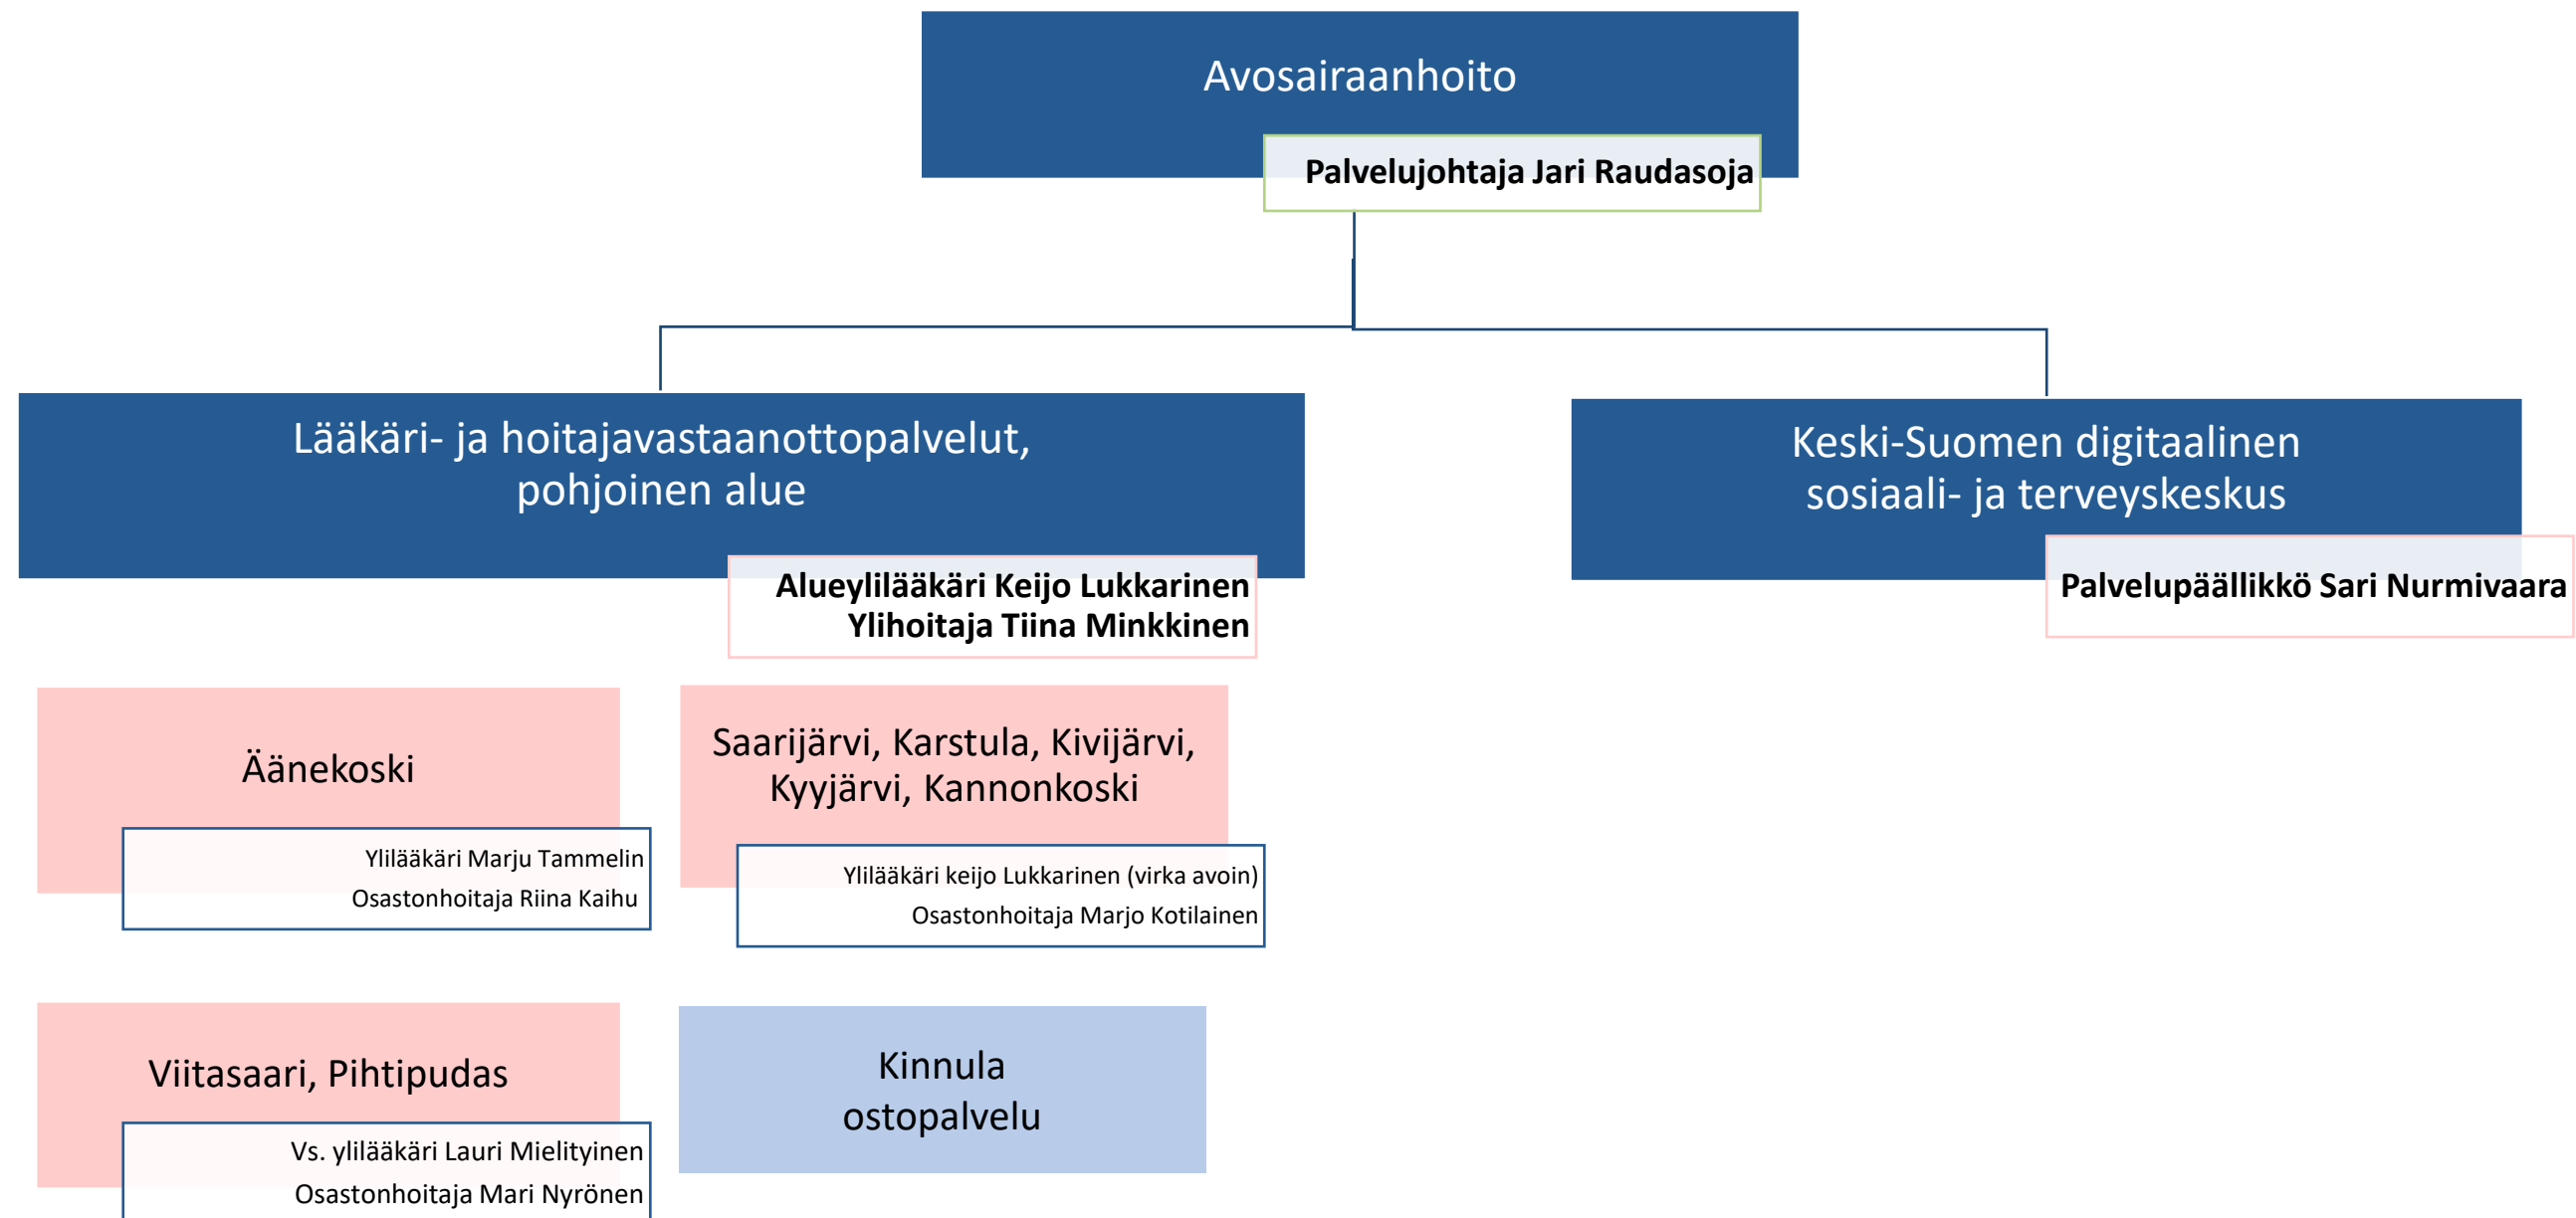 Avosairaanhoito
Palvelujohtaja Jari Raudasoja
Lääkäri- ja hoitajavastaanottopalvelut,
pohjoinen alue
Alueylilääkäri Keijo Lukkarinen
Ylihoitaja Tiina Minkkinen
Keski-Suomen digitaalinen
sosiaali- ja terveyskeskus
Palvelupäällikkö Sari Nurmivaara
Äänekoski
Ylilääkäri Marju Tammelin
Osastonhoitaja Riina Kaihu
Saarijärvi, Karstula, Kivijärvi,
Kyyjärvi, Kannonkoski
Ylilääkäri keijo Lukkarinen (virka avoin)
Osastonhoitaja Marjo Kotilainen
Viitasaari, Pihtipudas
Vs. ylilääkäri Lauri Mielityinen
Osastonhoitaja Mari Nyrönen
Kinnula
ostopalvelu